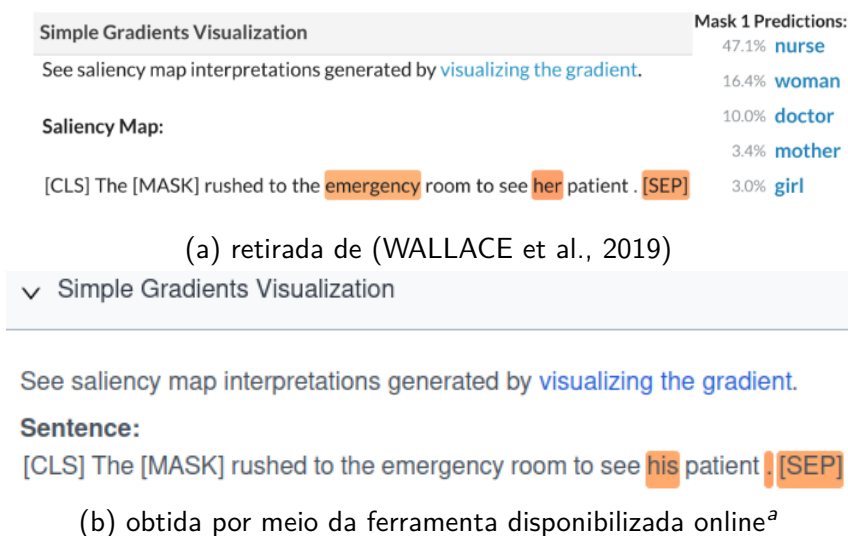 Simple Gradients Visualization
Mask 1 Predictions:
47.1% nurse
See saliency map interpretations generated by visualizing the gradient.
16.4% woman
10.0% doctor
Saliency Map:
3.4% mother
[CLS] The [MASK] rushed to the emergency room to see her patient . [SEP]
3.0% girl
(a) retirada de (WALLACE et al., 2019)
Simple Gradients Visualization
See saliency map interpretations generated by visualizing the gradient.
Sentence:
[CLS] The [MASK] rushed to the emergency room to see his patient . [SEP]
(b) obtida por meio da ferramenta disponibilizada onlineᵃ